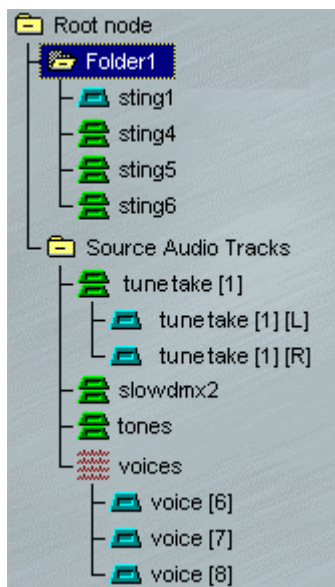 Root node
Folder1
sting1
sting4
sting5
sting6
Source Audio Tracks
tunetake [1]
tunetake [1] [L]
tunetake [1] [R]
slowdmx2
tones
voices
voice [6]
voice [7]
voice [8]